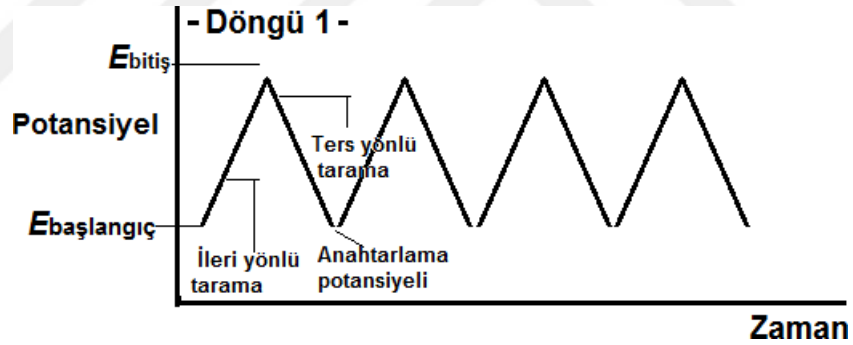 - Döngü 1 -
Ebitiş
Potansiyel
Ters yönlü
tarama
Ebaşlangıç
İleri yönlü
tarama
Anahtarlama
potansiyeli
Zaman